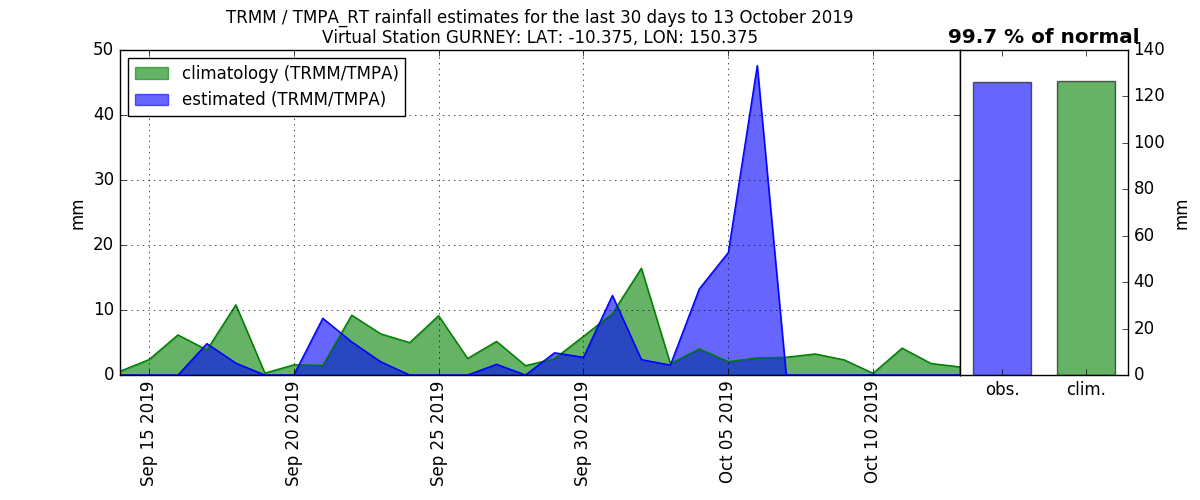 TRMM / TMPA_RT rainfall estimates for the last 30 days to 13 October 2019
Virtual Station GURNEY: LAT: -10.375, LON: 150.375
99.7 % of normal
climatology (TRMM/TMPA)
estimated (TRMM/TMPA)
50
40
30
20
10
0
mm
Sep 15 2019
Sep 20 2019
Sep 25 2019
Sep 30 2019
Oct 05 2019
Oct 10 2019
140
120
100
80
60
40
20
0
mm
obs.
clim.